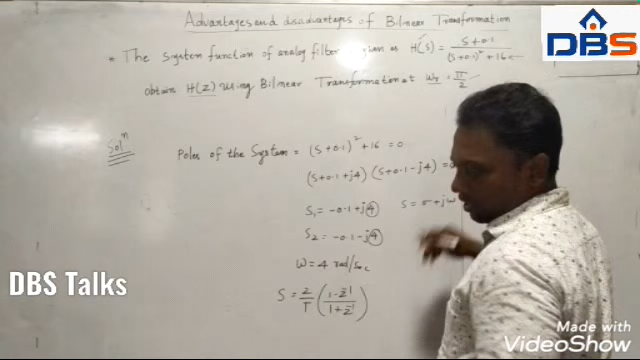 Advantages and disadvantages of Bilinear Transformation
DBS
* The system function of analog filter is given as H(S) = S+0.1 / (S+0.1)² + 16
obtain H(Z) using Bilinear Transformation at ωr = π/2
Solⁿ
Poles of the System = (S+0.1)² + 16 = 0
(S+0.1+j4) (S+0.1-j4) = 0
S1 = -0.1+j4 S = σ+jω
S2 = -0.1-j4
ω = 4 rad/sec
S = 2/T (1-Z⁻¹ / 1+Z⁻¹)
DBS Talks
Made with
VideoShow